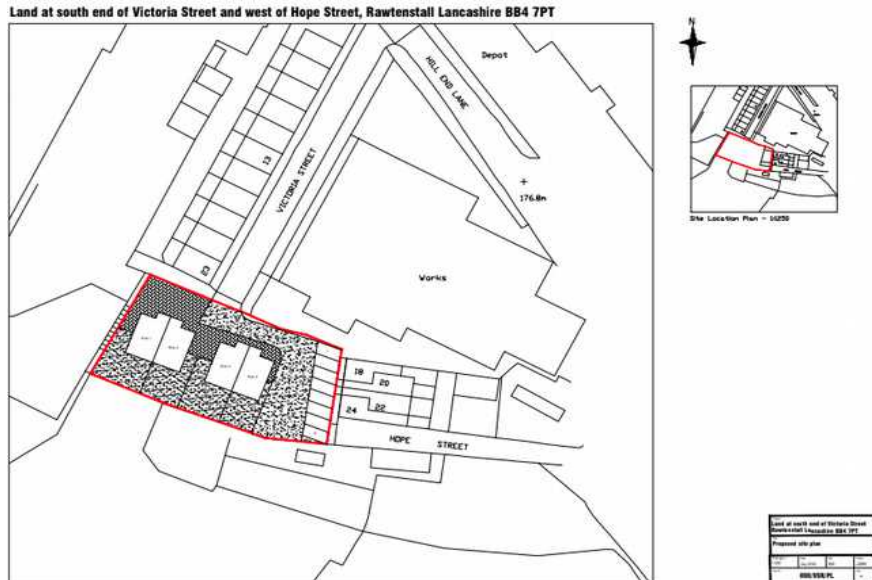 Land at south end of Victoria Street and west of Hope Street, Rawtenstall Lancashire BB4 7PT
N
Depot
HILL END LANE
13
VICTORIA STREET
176.8m
23
Works
18
20
24
22
HOPE STREET
Site Location Plan - 1:1250
Land at south end of Victoria Street
Rawtenstall Lancashire BB4 7PT
Proposed site plan